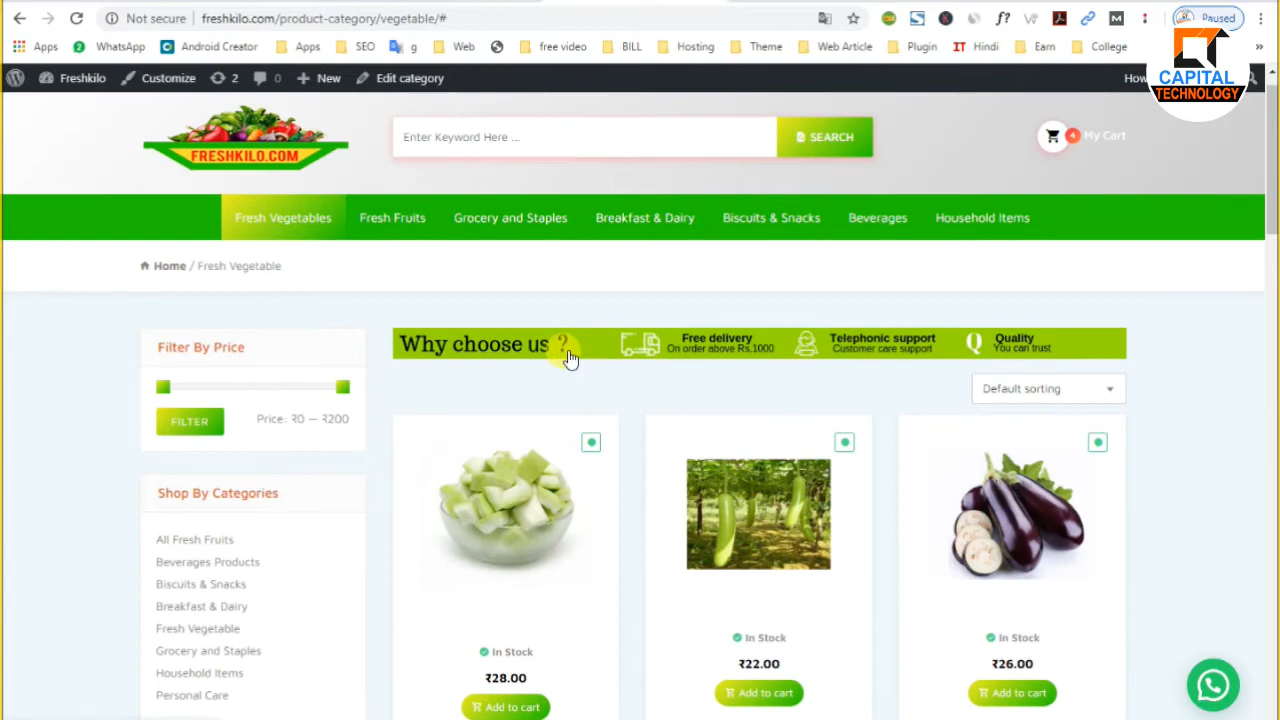 Not secure | freshkilo.com/product-category/vegetable/#
Paused
Apps WhatsApp Android Creator Apps SEO g Web free video BILL Hosting Theme Web Article Plugin IT Hindi Earn College »
Freshkilo Customize 2 0 New Edit category How
CAPITAL
TECHNOLOGY
FRESHKILO.COM
Enter Keyword Here ...
SEARCH
4 My Cart
Fresh Vegetables Fresh Fruits Grocery and Staples Breakfast & Dairy Biscuits & Snacks Beverages Household Items
Home / Fresh Vegetable
Filter By Price
FILTER
Price: ₹0 — ₹200
Why choose us ?
Free delivery
On order above Rs.1000
Telephonic support
Customer care support
Q
Quality
You can trust
Default sorting
Shop By Categories
All Fresh Fruits
Beverages Products
Biscuits & Snacks
Breakfast & Dairy
Fresh Vegetable
Grocery and Staples
Household Items
Personal Care
In Stock
₹28.00
Add to cart
In Stock
₹22.00
Add to cart
In Stock
₹26.00
Add to cart